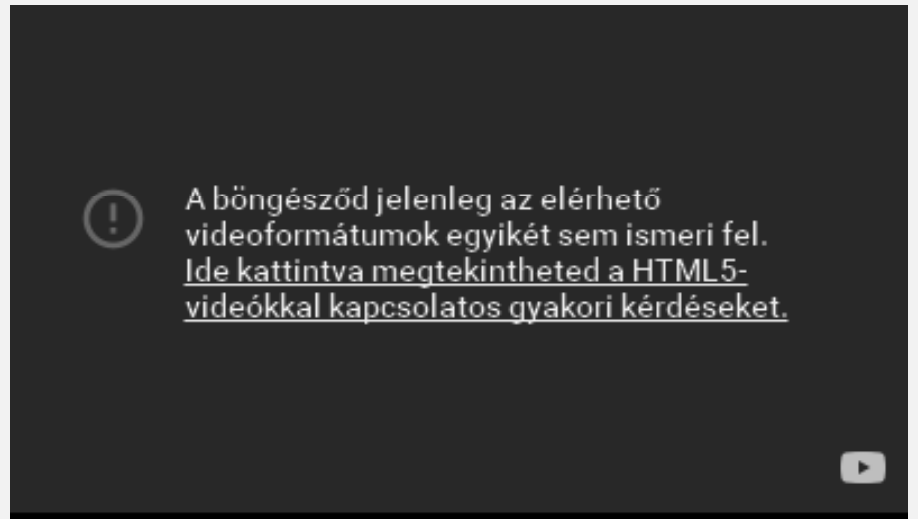 A böngésződ jelenleg az elérhető
videoformátumok egyikét sem ismeri fel.
Ide kattintva megtekintheted a HTML5-
videókkal kapcsolatos gyakori kérdéseket.